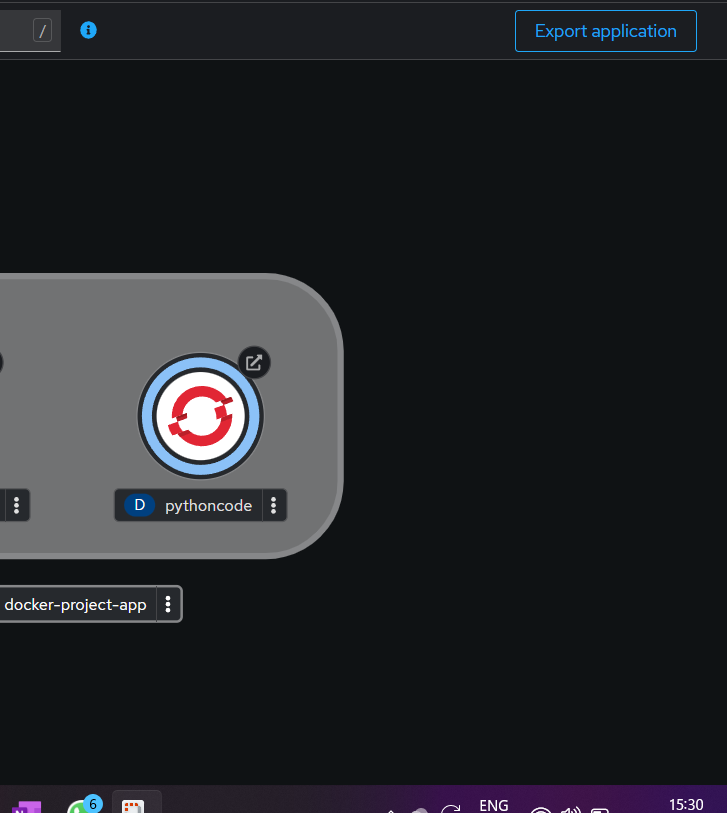 /
Export application
D pythoncode
docker-project-app
N
6
ENG
15:30